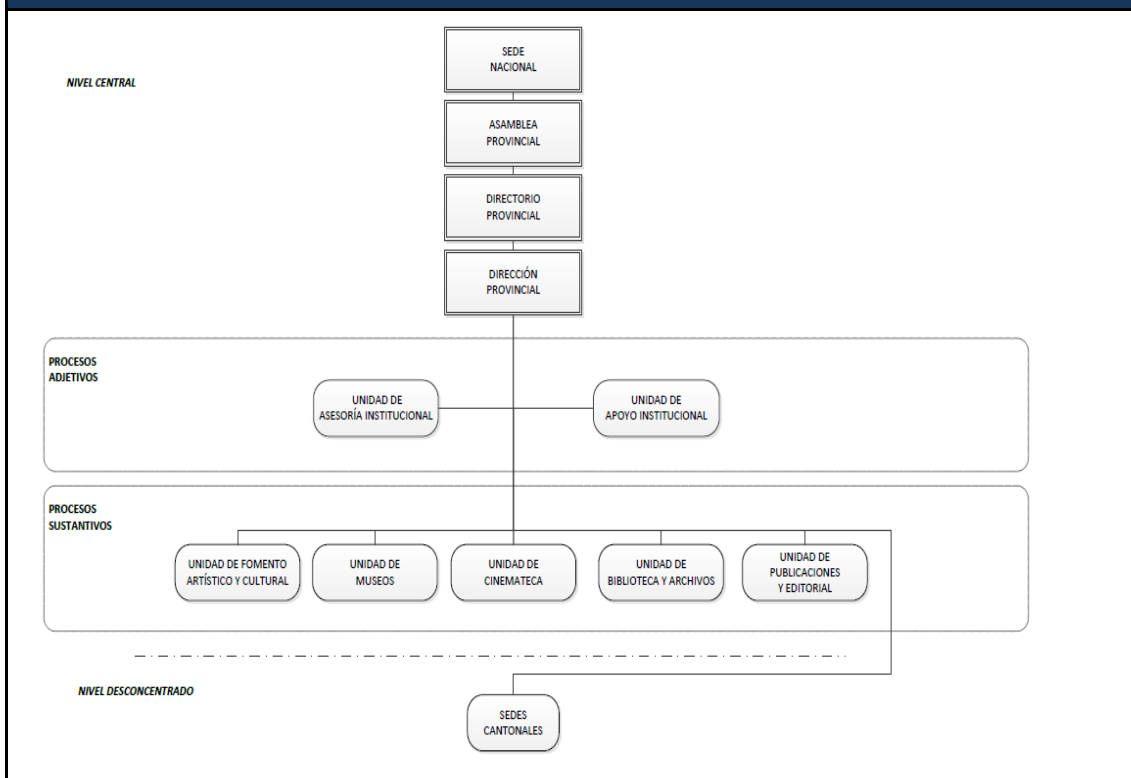 SEDE
NACIONAL
NIVEL CENTRAL
ASAMBLEA
PROVINCIAL
DIRECTORIO
PROVINCIAL
DIRECCIÓN
PROVINCIAL
PROCESOS
ADJETIVOS
UNIDAD DE
ASESORÍA INSTITUCIONAL
UNIDAD DE
APOYO INSTITUCIONAL
PROCESOS
SUSTANTIVOS
UNIDAD DE FOMENTO
ARTÍSTICO Y CULTURAL
UNIDAD DE
MUSEOS
UNIDAD DE
CINEMATECA
UNIDAD DE
BIBLIOTECA Y ARCHIVOS
UNIDAD DE
PUBLICACIONES
Y EDITORIAL
NIVEL DESCONCENTRADO
SEDES
CANTONALES